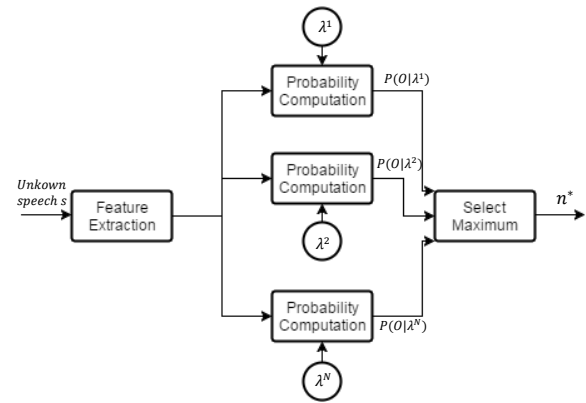 λ¹
Probability
Computation
P(O|λ¹)
Unkown
speech s
Feature
Extraction
Probability
Computation
P(O|λ²)
λ²
Select
Maximum
n*
Probability
Computation
P(O|λᴺ)
λᴺ